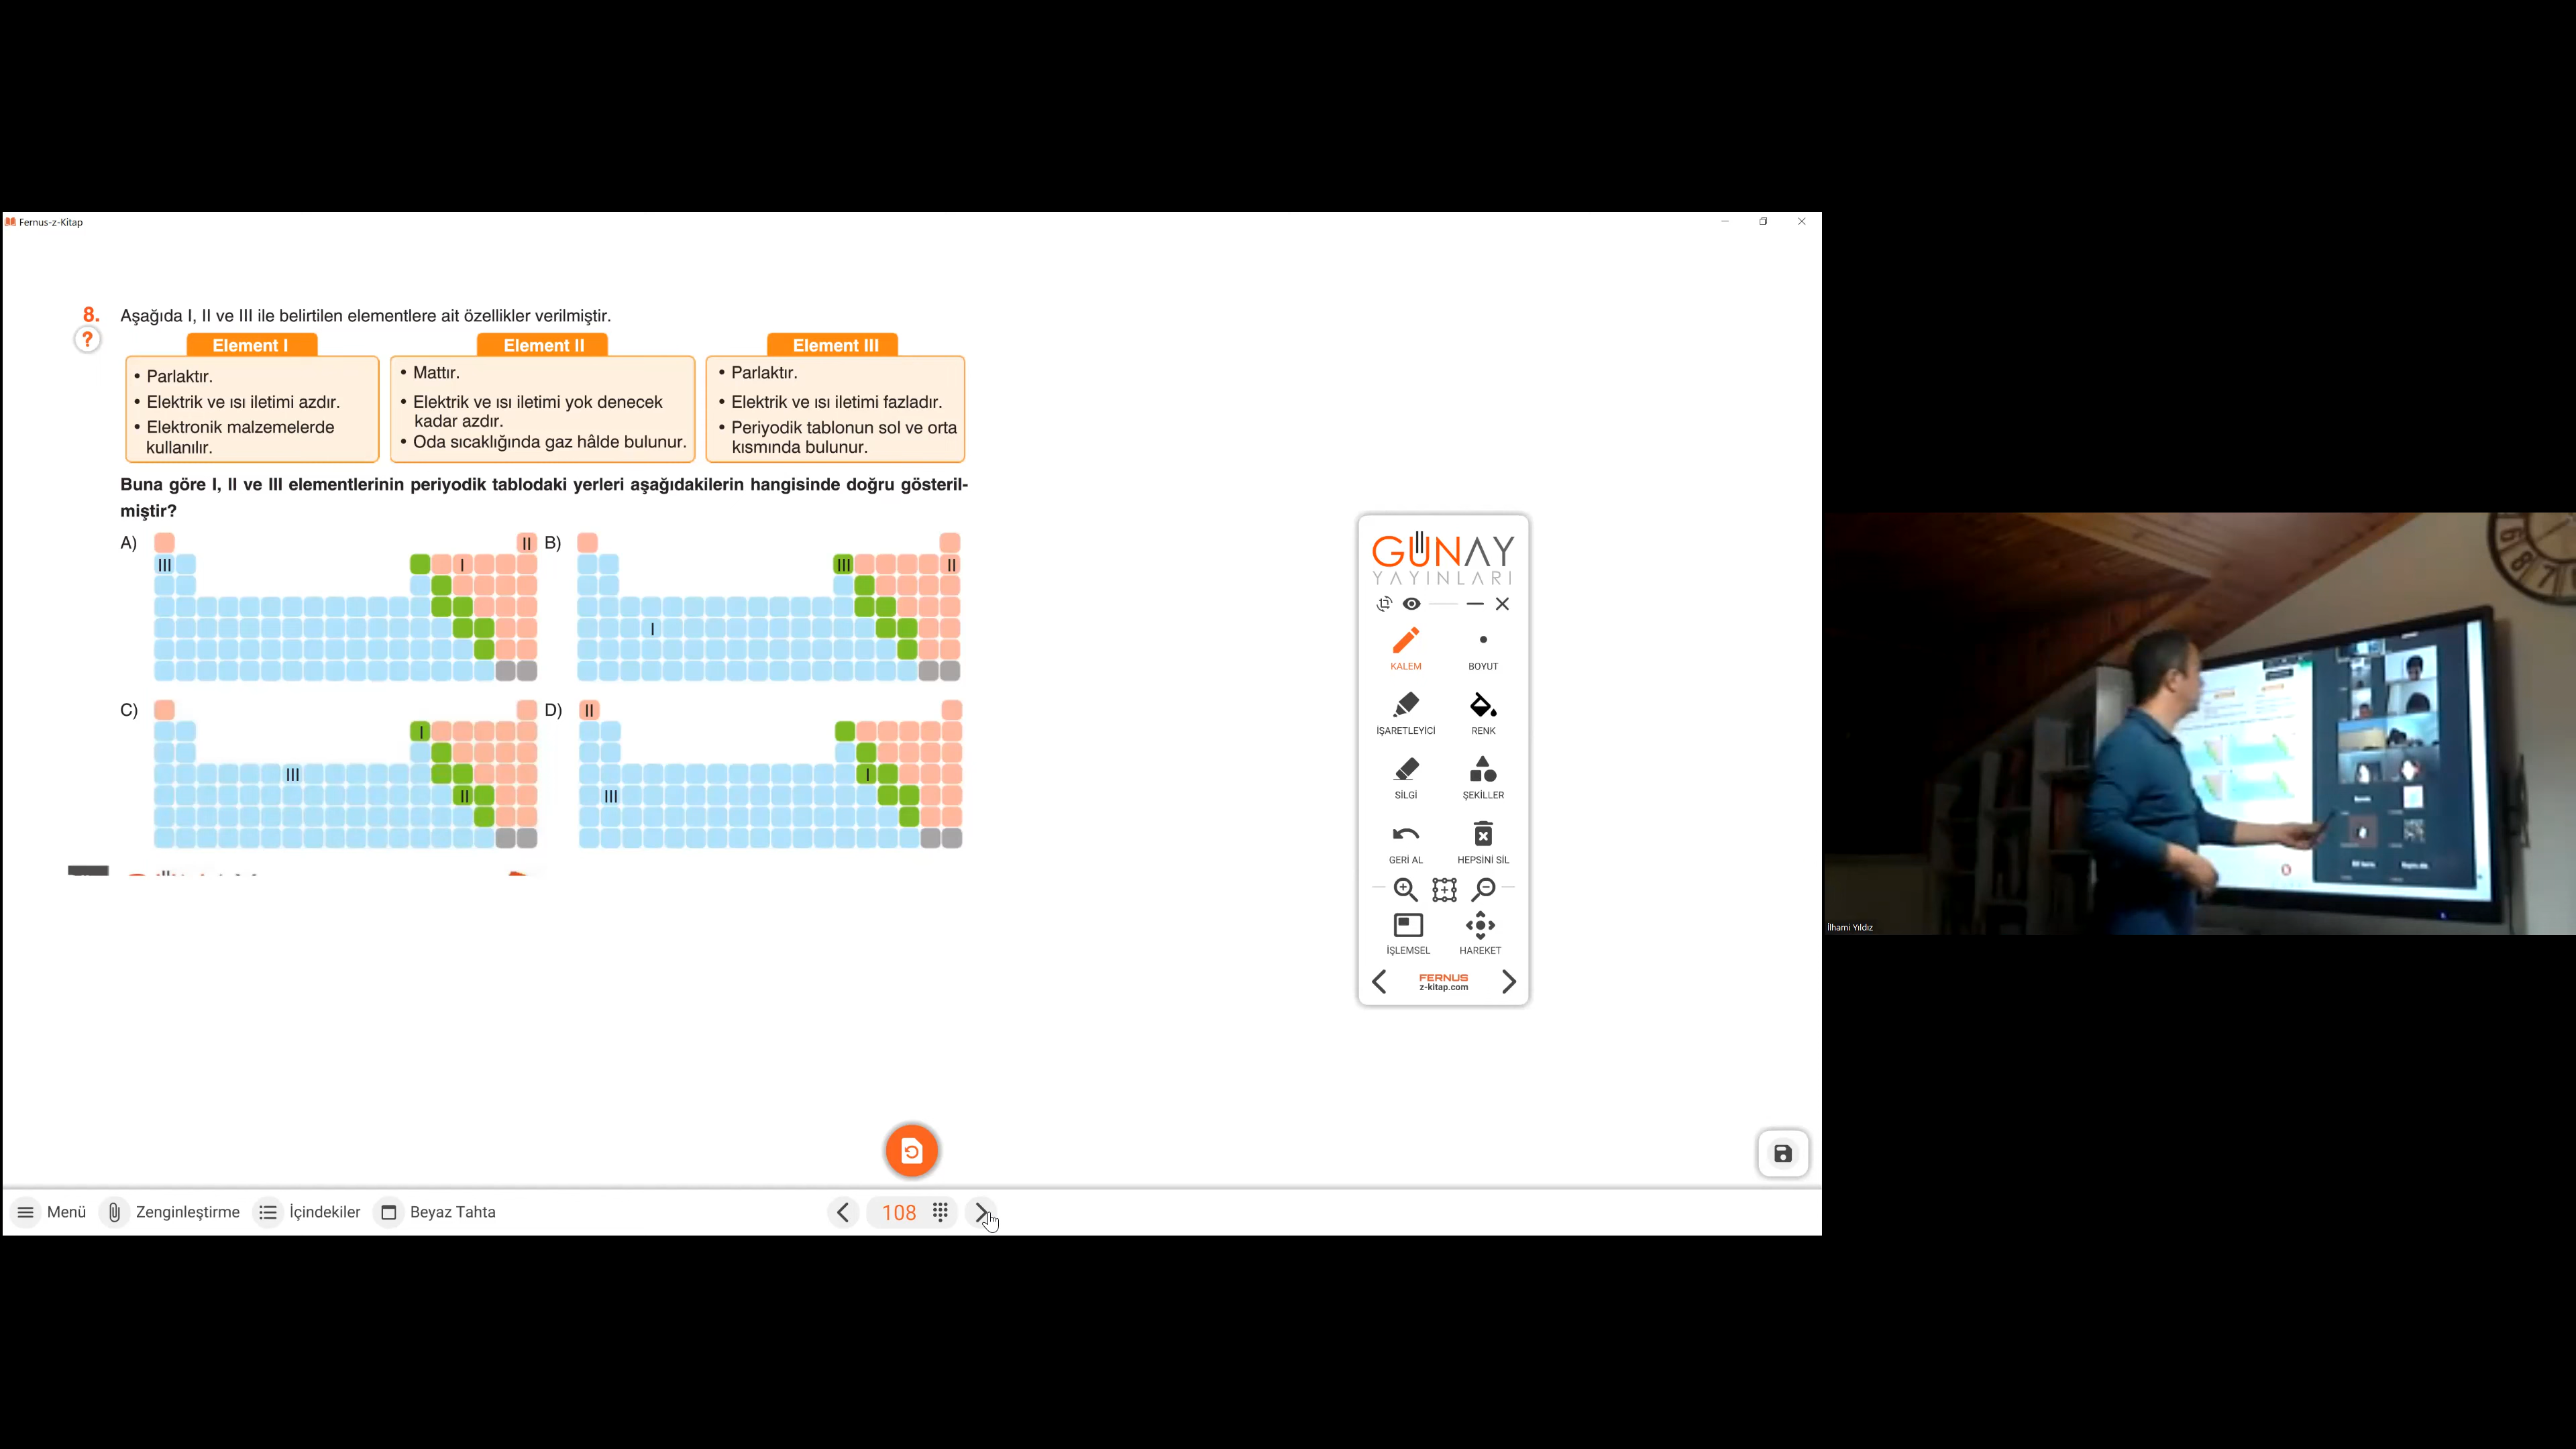 Fernus-z-Kitap
8. Aşağıda I, II ve III ile belirtilen elementlere ait özellikler verilmiştir.
?
Element I
• Parlaktır.
• Elektrik ve ısı iletimi azdır.
• Elektronik malzemelerde
kullanılır.
Element II
• Mattır.
• Elektrik ve ısı iletimi yok denecek
kadar azdır.
• Oda sıcaklığında gaz hâlde bulunur.
Element III
• Parlaktır.
• Elektrik ve ısı iletimi fazladır.
• Periyodik tablonun sol ve orta
kısmında bulunur.
Buna göre I, II ve III elementlerinin periyodik tablodaki yerleri aşağıdakilerin hangisinde doğru gösteril-
miştir?
A)
II
III
I
B)
III
II
I
C)
I
III
II
D)
II
I
III
GÜNAY
YAYINLARI
KALEM
BOYUT
İŞARETLEYİCİ
RENK
SİLGİ
ŞEKİLLER
GERİ AL
HEPSİNİ SİL
İŞLEMSEL
HAREKET
FERNUS
z-kitap.com
Menü
Zenginleştirme
İçindekiler
Beyaz Tahta
108
İlhami Yıldız